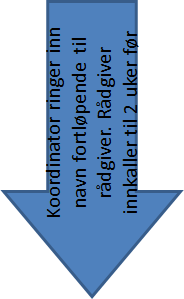 Koordinator ringer inn
navn fortløpende til
rådgiver. Rådgiver
innkaller til 2 uker før